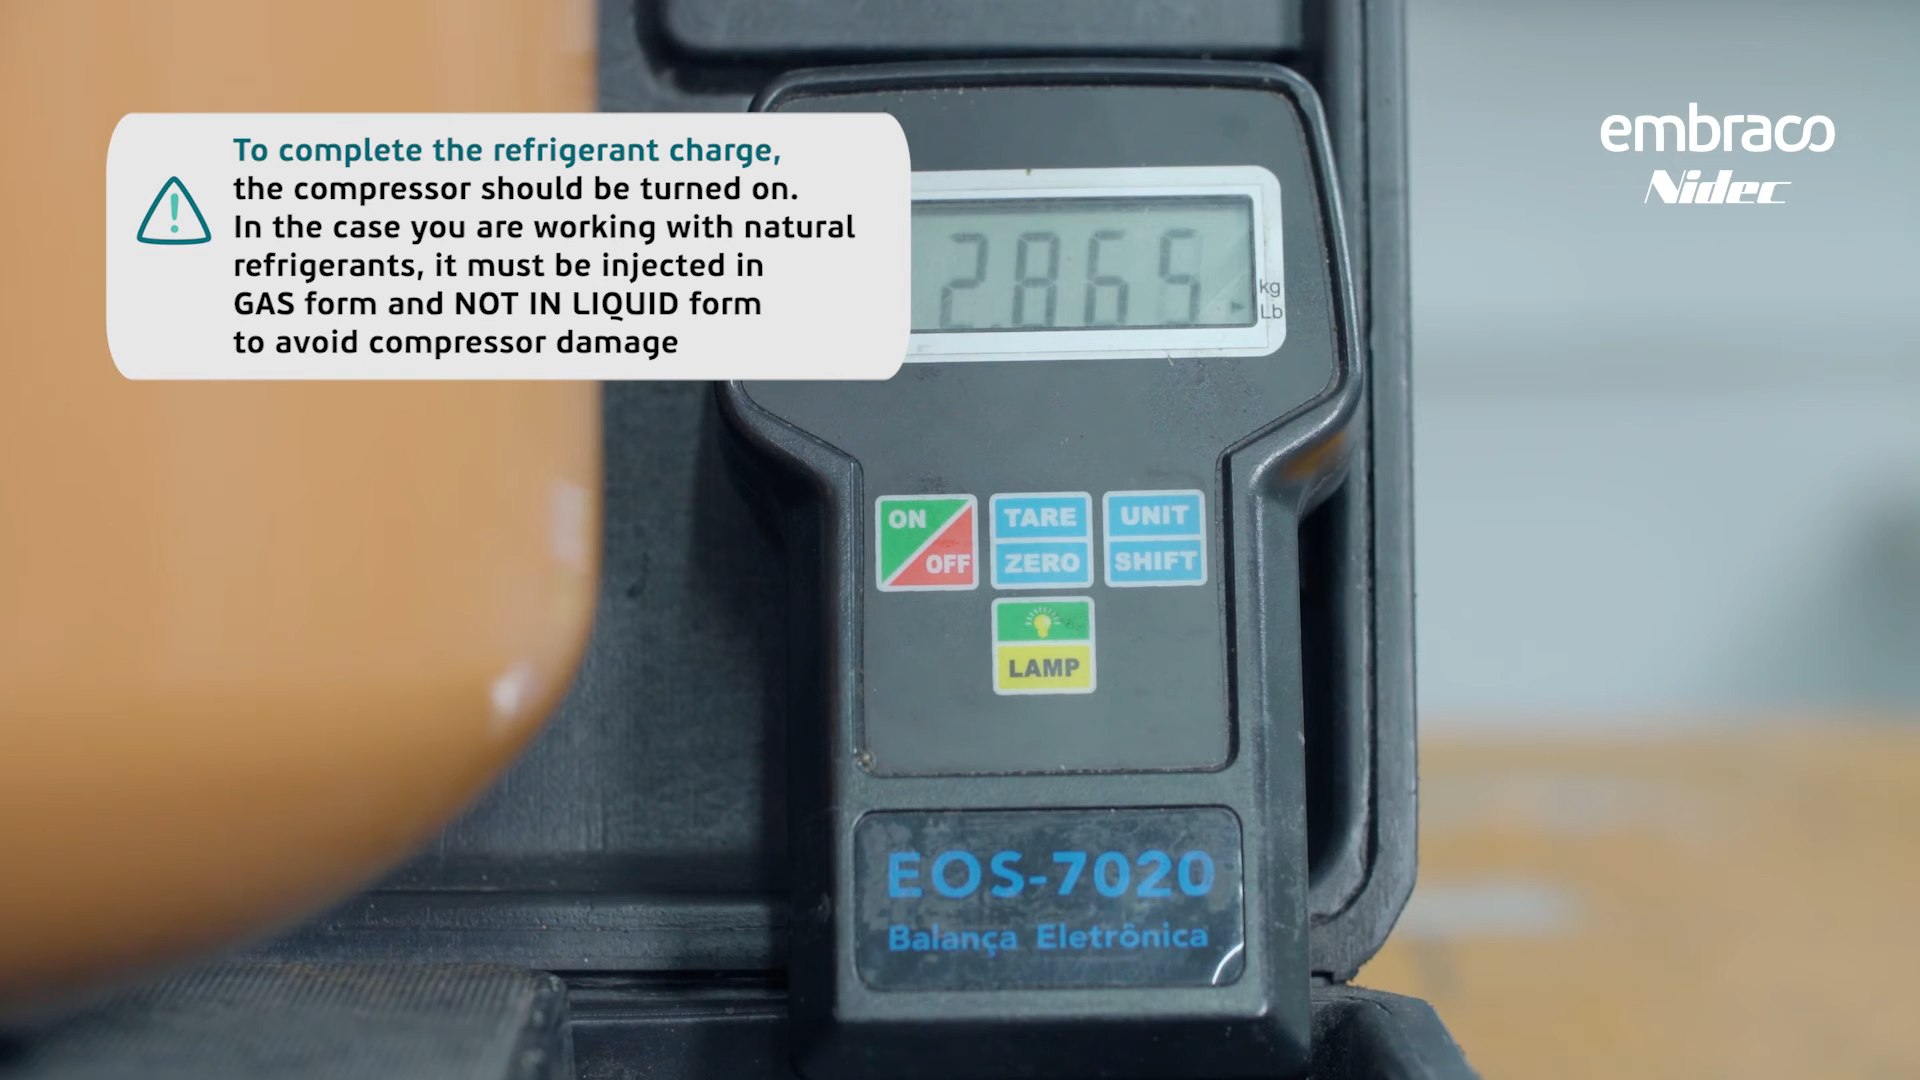 To complete the refrigerant charge,
the compressor should be turned on.
In the case you are working with natural
refrigerants, it must be injected in
GAS form and NOT IN LIQUID form
to avoid compressor damage
embraco
Nidec
2.865
kg
Lb
ON
OFF
TARE
ZERO
UNIT
SHIFT
LAMP
EOS-7020
Balança Eletrônica